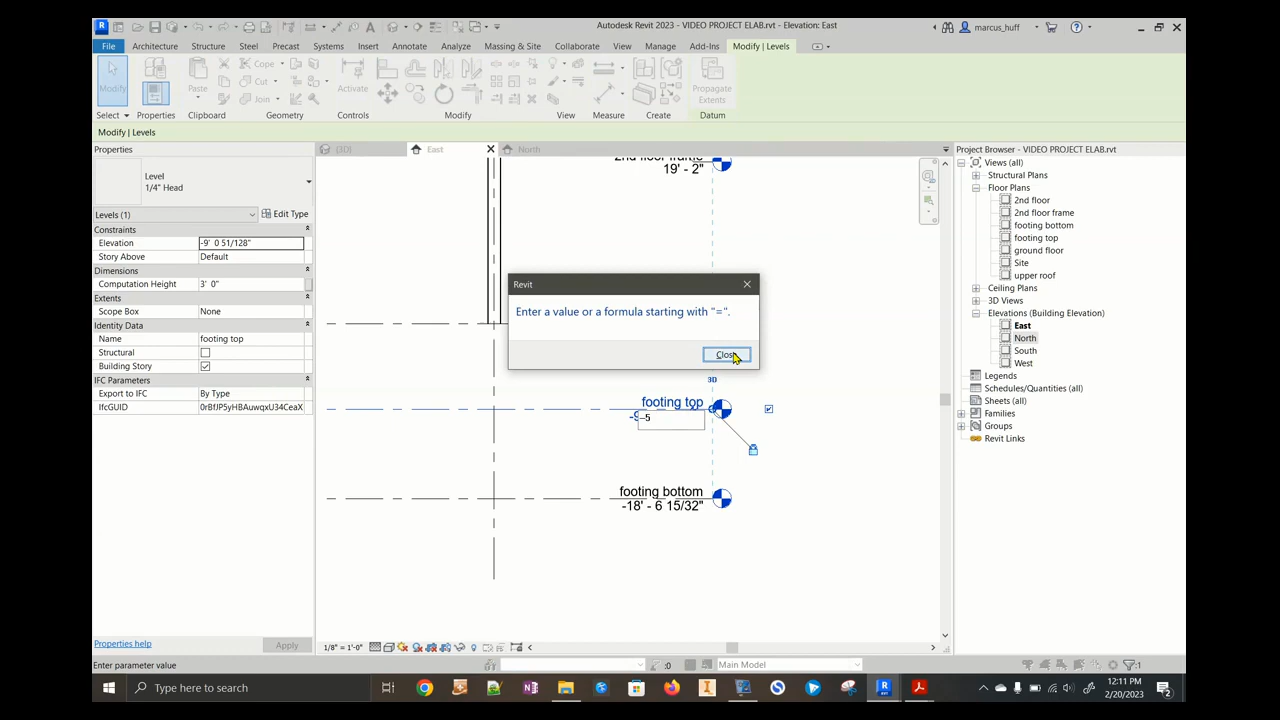 Autodesk Revit 2023 - VIDEO PROJECT ELAB.rvt - Elevation: East
marcus_huff
File Architecture Structure Steel Precast Systems Insert Annotate Analyze Massing & Site Collaborate View Manage Add-Ins Modify | Levels
Modify
Paste
Cope
Cut
Join
Activate
Propagate
Extents
Select Properties Clipboard Geometry Controls Modify View Measure Create Datum
Modify | Levels
Properties
(3D)
East
North
Project Browser - VIDEO PROJECT ELAB.rvt
Level
1/4" Head
Levels (1)
Edit Type
Constraints
Elevation -9' 0 51/128"
Story Above Default
Dimensions
Computation Height 3' 0"
Extents
Scope Box None
Identity Data
Name footing top
Structural
Building Story
IFC Parameters
Export to IFC By Type
IfcGUID 0rBfJP5yHBAuwqxU34CeaX
Properties help
Apply
2nd floor frame
19' - 2"
Revit
Enter a value or a formula starting with "=".
Close
3D
footing top
-9
--5
footing bottom
-18' - 6 15/32"
Views (all)
Structural Plans
Floor Plans
2nd floor
2nd floor frame
footing bottom
footing top
ground floor
Site
upper roof
Ceiling Plans
3D Views
Elevations (Building Elevation)
East
North
South
West
Legends
Schedules/Quantities (all)
Sheets (all)
Families
Groups
Revit Links
1/8" = 1'-0"
Enter parameter value
:0
Main Model
:1
Type here to search
12:11 PM
2/20/2023
2